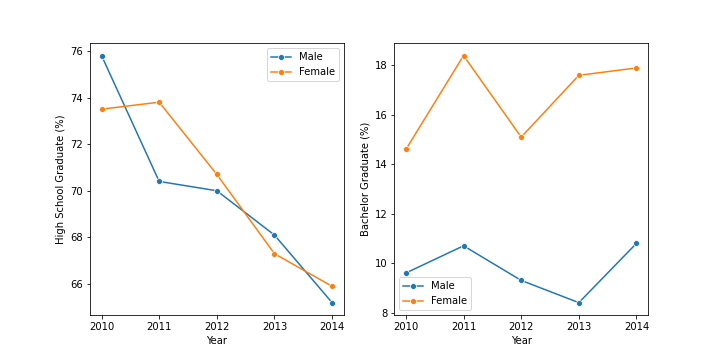 High School Graduate (%)
76
74
72
70
68
66
2010 2011 2012 2013 2014
Year
Male
Female
Bachelor Graduate (%)
18
16
14
12
10
8
2010 2011 2012 2013 2014
Year
Male
Female